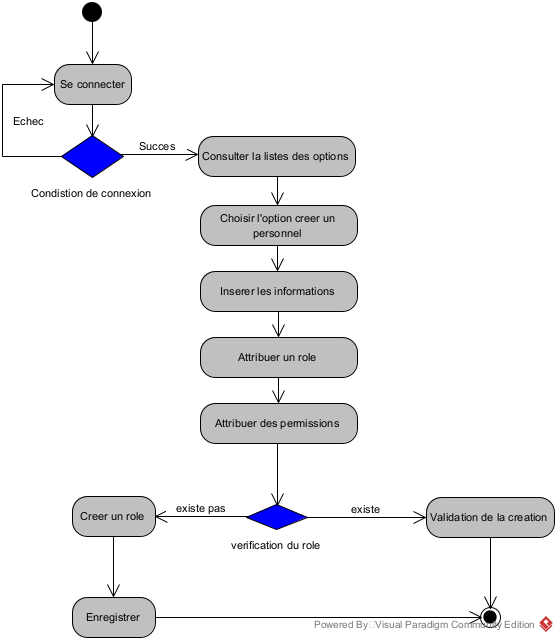 Se connecter
Echec
Succes
Condistion de connexion
Consulter la listes des options
Choisir l'option creer un
personnel
Inserer les informations
Attribuer un role
Attribuer des permissions
existe pas
existe
Creer un role
verification du role
Validation de la creation
Enregistrer
Powered By Visual Paradigm Community Edition